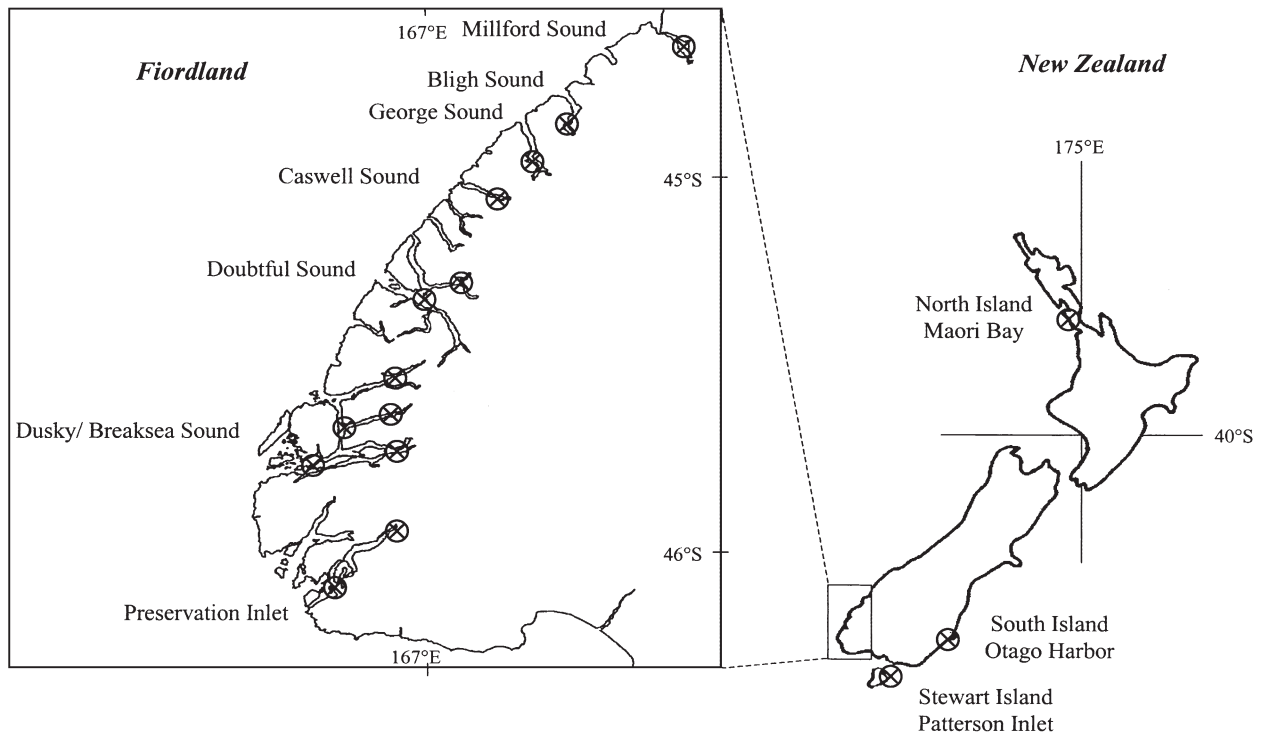 167°E
Millford Sound
Fiordland
Bligh Sound
George Sound
Caswell Sound
45°S
Doubtful Sound
Dusky/ Breaksea Sound
46°S
Preservation Inlet
167°E
New Zealand
175°E
North Island
Maori Bay
40°S
South Island
Otago Harbor
Stewart Island
Patterson Inlet